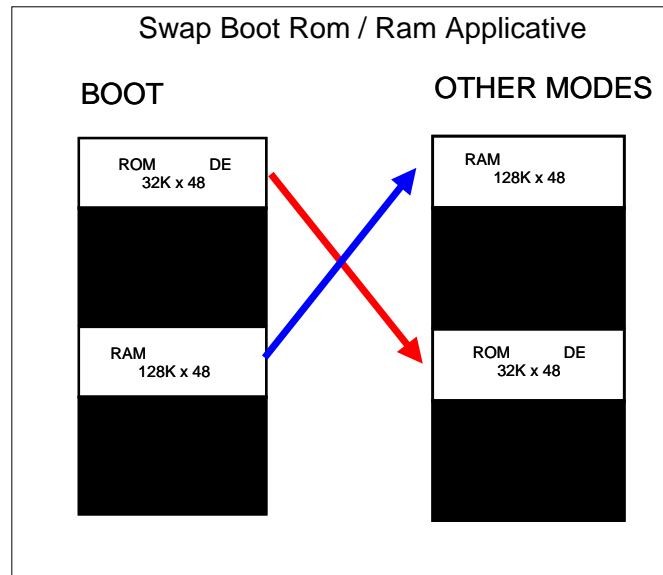 Swap Boot Rom / Ram Applicative
BOOT
OTHER MODES
ROM DE
32K x 48
RAM
128K x 48
RAM
128K x 48
ROM DE
32K x 48